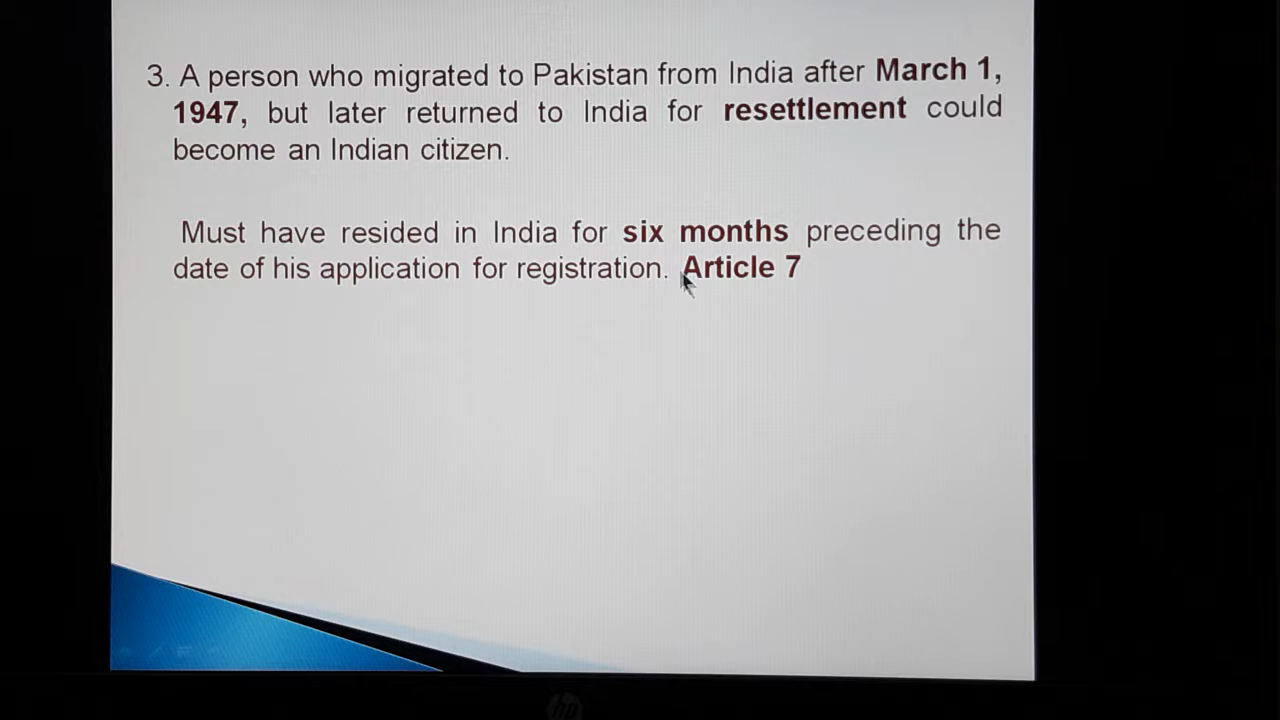 3. A person who migrated to Pakistan from India after March 1,
1947, but later returned to India for resettlement could
become an Indian citizen.
Must have resided in India for six months preceding the
date of his application for registration. Article 7
hp